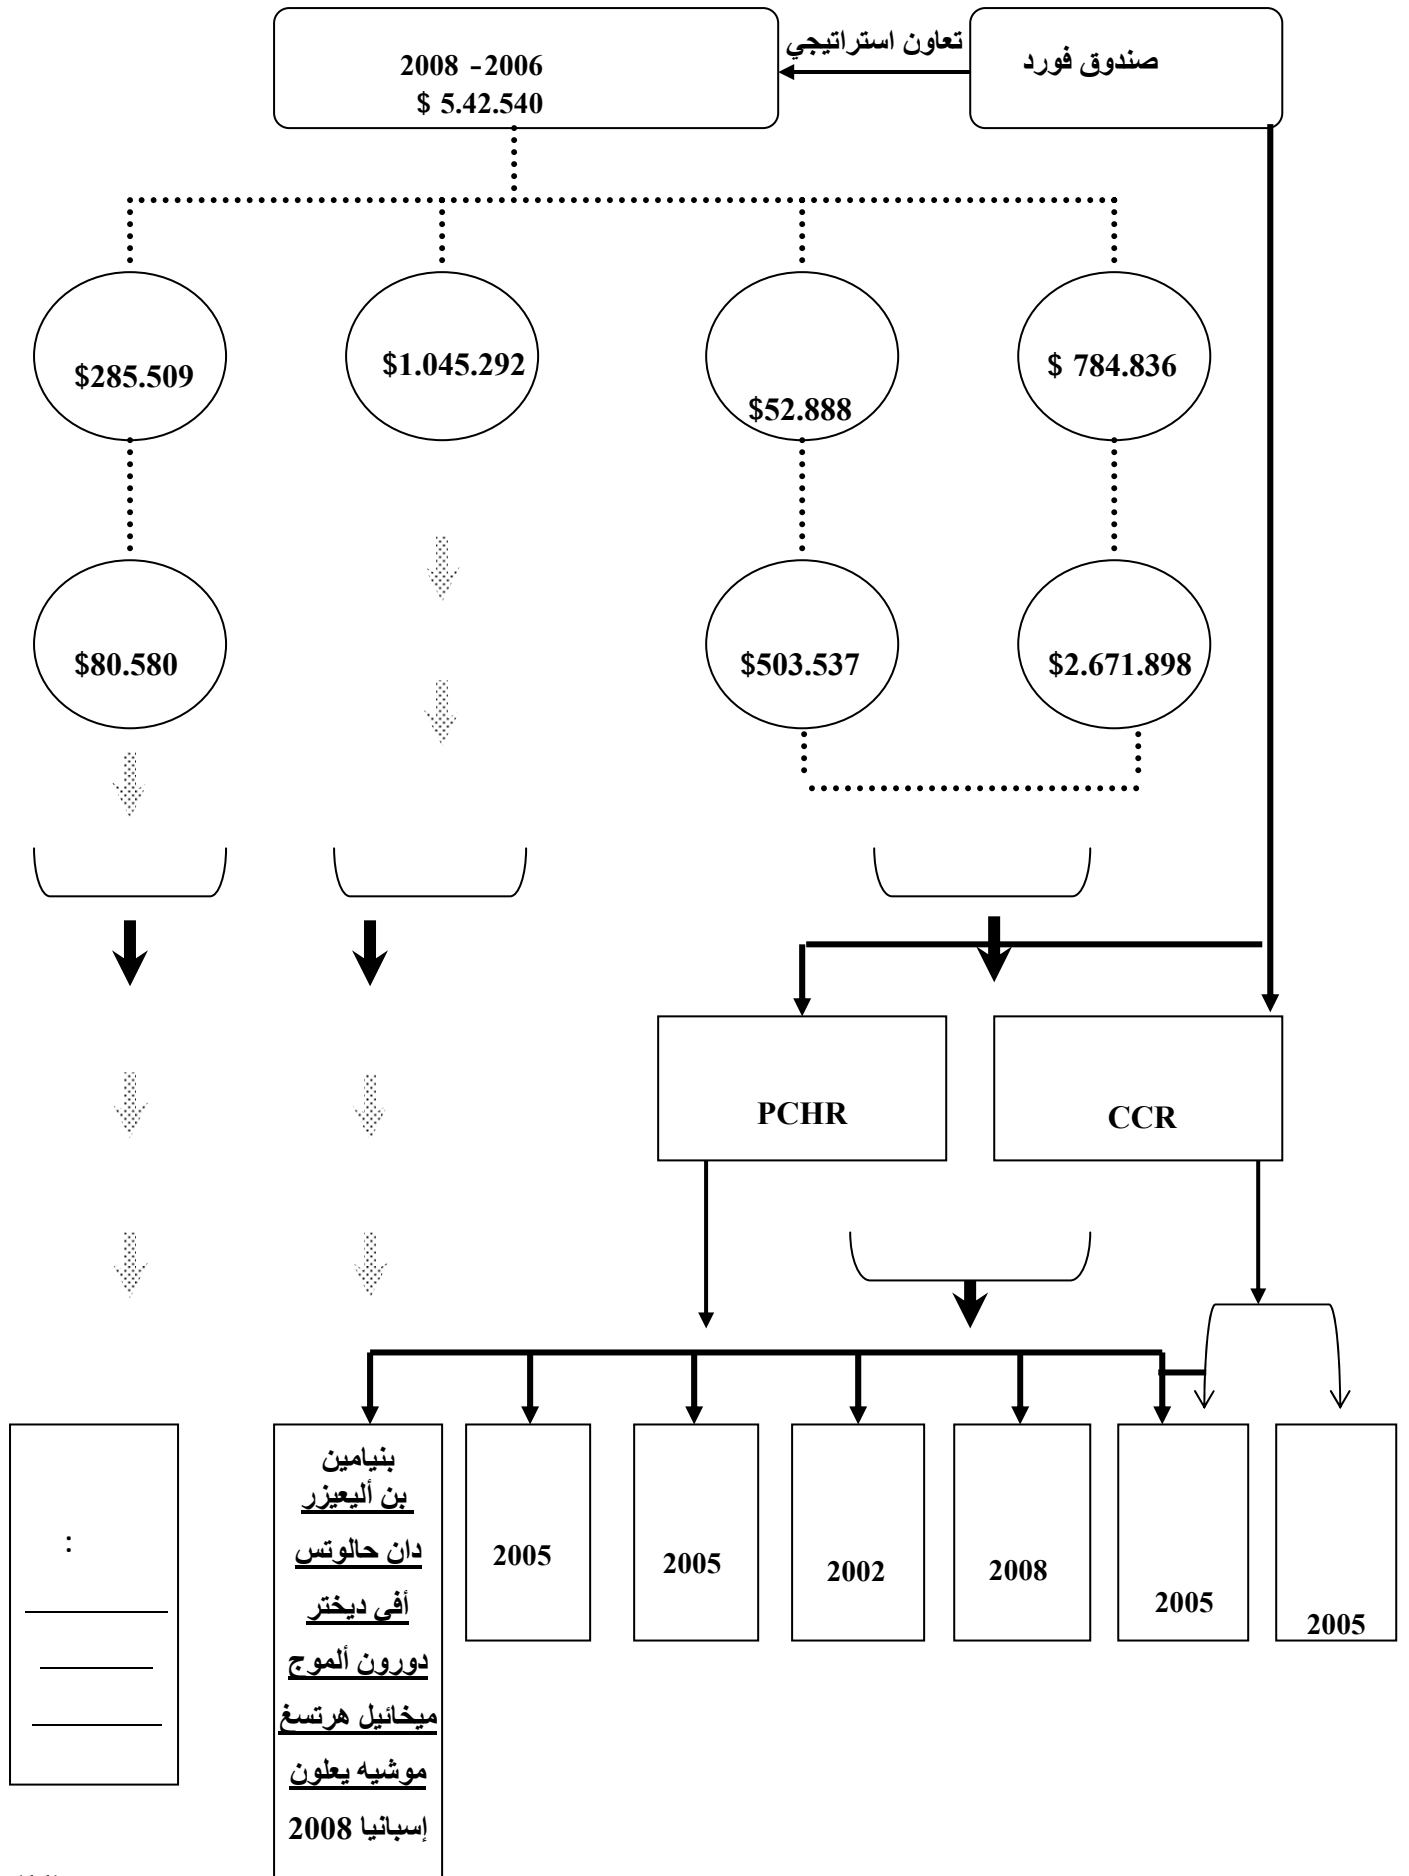 صندوق فورد
تعاون استراتيجي
2008 -2006
$ 5.42.540
$ 784.836
$52.888
$1.045.292
$285.509
$2.671.898
$503.537
$80.580
CCR
PCHR
2005
2005
2008
2002
2005
2005
بنيامين
بن أليعيزر
دان حالوتس
أفي ديختر
دورون ألموج
ميخائيل هرتسغ
موشيه يعلون
إسبانيا 2008
: